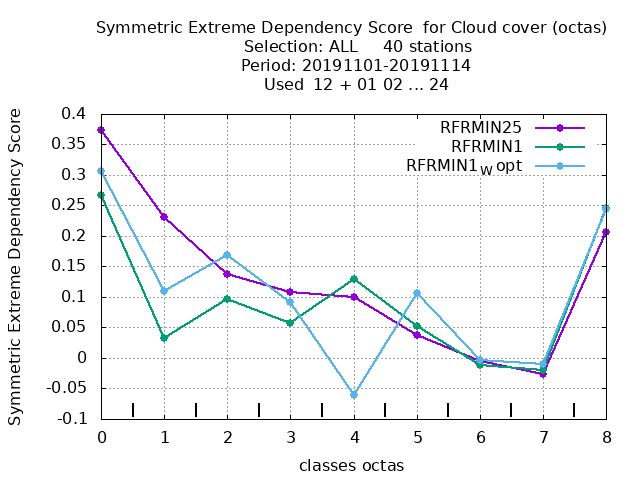 Symmetric Extreme Dependency Score  for Cloud cover (octas)
Selection: ALL     40 stations
Period: 20191101-20191114
Used  12 + 01 02 ... 24
Symmetric Extreme Dependency Score
0.4
0.35
0.3
0.25
0.2
0.15
0.1
0.05
0
-0.05
-0.1
RFRMIN25
RFRMIN1
RFRMIN1w opt
0 1 2 3 4 5 6 7 8
classes octas